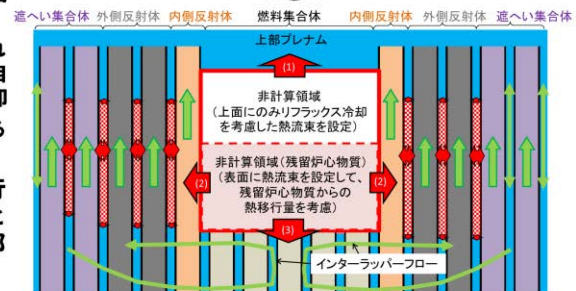 遮へい集合体 外側反射体 内側反射体 燃料集合体 内側反射体 外側反射体 遮へい集合体
上部プレナム
(1)
非計算領域
(上面にのみリフラックス冷却
を考慮した熱流束を設定)
非計算領域(残留炉心物質)
(表面に熱流束を設定して、
残留炉心物質からの
熱移行量を考慮)
(2)
(2)
(3)
インターラッパーフロー